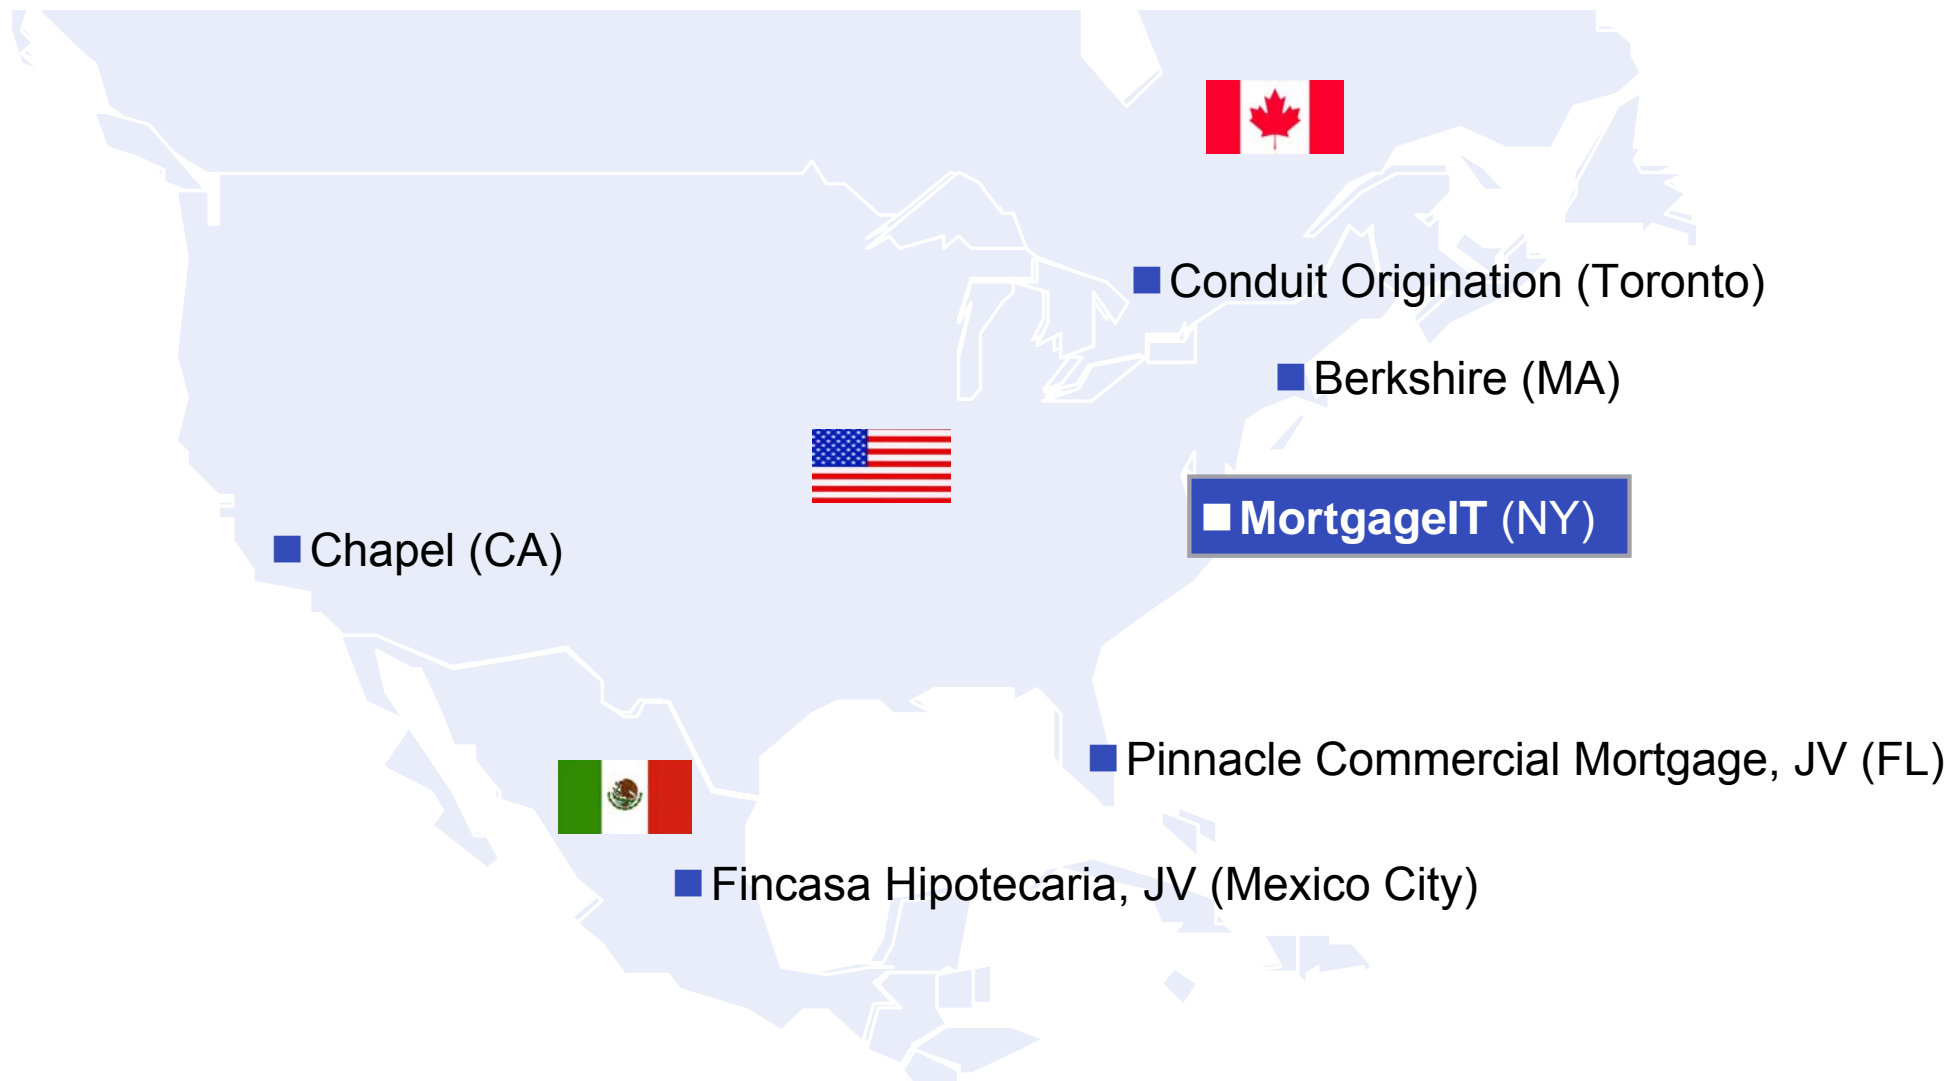 Conduit Origination (Toronto)
Berkshire (MA)
MortgageIT (NY)
Chapel (CA)
Pinnacle Commercial Mortgage, JV (FL)
Fincasa Hipotecaria, JV (Mexico City)